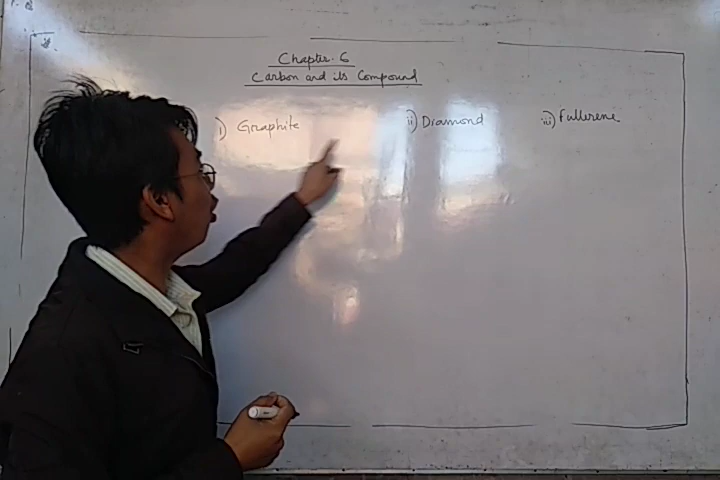 Chapter. 6
Carbon and its Compound
i) Graphite
ii) Diamond
iii) Fullerene